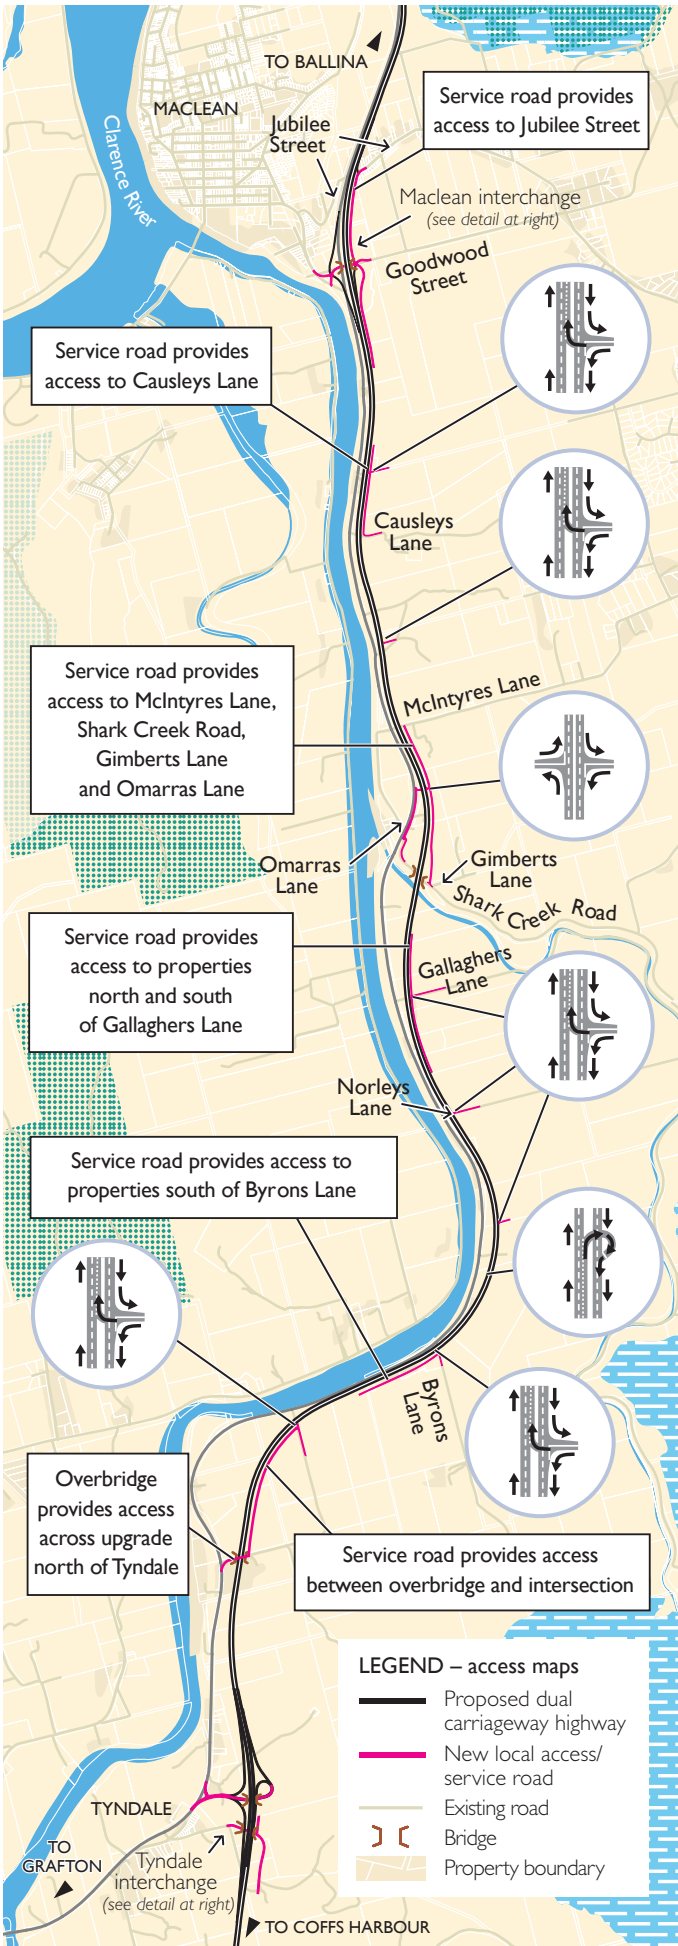 TO BALLINA
MACLEAN
Jubilee
Street
Service road provides
access to Jubilee Street
Clarence River
Maclean interchange
(see detail at right)
Goodwood
Street
Service road provides
access to Causleys Lane
Causleys
Lane
Service road provides
access to McIntyres Lane,
Shark Creek Road,
Gimberts Lane
and Omarras Lane
McIntyres Lane
Omarras
Lane
Gimberts
Lane
Shark Creek Road
Service road provides
access to properties
north and south
of Gallaghers Lane
Gallaghers
Lane
Norleys
Lane
Service road provides access to
properties south of Byrons Lane
Byrons
Lane
Overbridge
provides access
across upgrade
north of Tyndale
Service road provides access
between overbridge and intersection
LEGEND – access maps
Proposed dual
carriageway highway
New local access/
service road
Existing road
Bridge
Property boundary
TYNDALE
TO
GRAFTON
Tyndale
interchange
(see detail at right)
TO COFFS HARBOUR